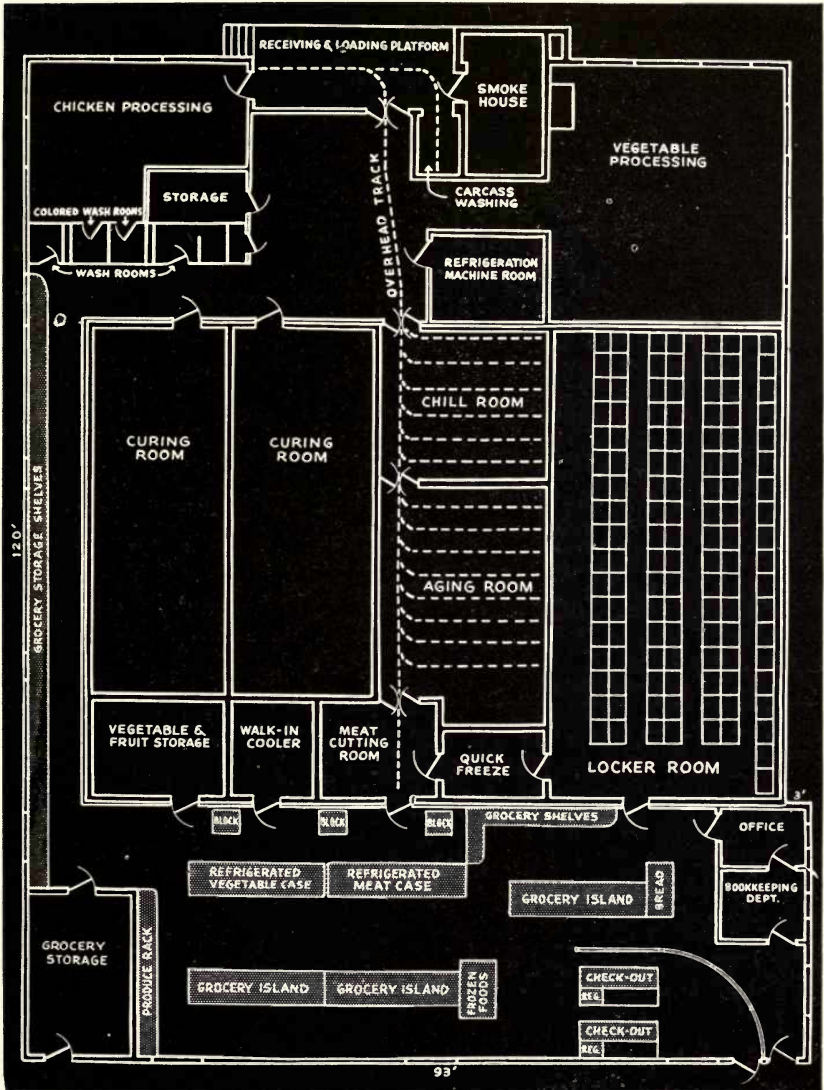 RECEIVING & LOADING PLATFORM
SMOKE
HOUSE
CHICKEN PROCESSING
VEGETABLE
PROCESSING
STORAGE
CARCASS
WASHING
COLORED WASH ROOMS
WASH ROOMS
OVERHEAD TRACK
REFRIGERATION
MACHINE ROOM
CURING
ROOM
CURING
ROOM
CHILL ROOM
120'
GROCERY STORAGE SHELVES
AGING ROOM
VEGETABLE &
FRUIT STORAGE
WALK-IN
COOLER
MEAT
CUTTING
ROOM
QUICK
FREEZE
LOCKER ROOM
3'
BLOCK
BLOCK
BLOCK
GROCERY SHELVES
OFFICE
REFRIGERATED
VEGETABLE CASE
REFRIGERATED
MEAT CASE
GROCERY ISLAND
BREAD
BOOKKEEPING
DEPT.
GROCERY
STORAGE
PRODUCE RACK
GROCERY ISLAND
GROCERY ISLAND
FROZEN
FOODS
CHECK-OUT
REG.
CHECK-OUT
REG.
93'